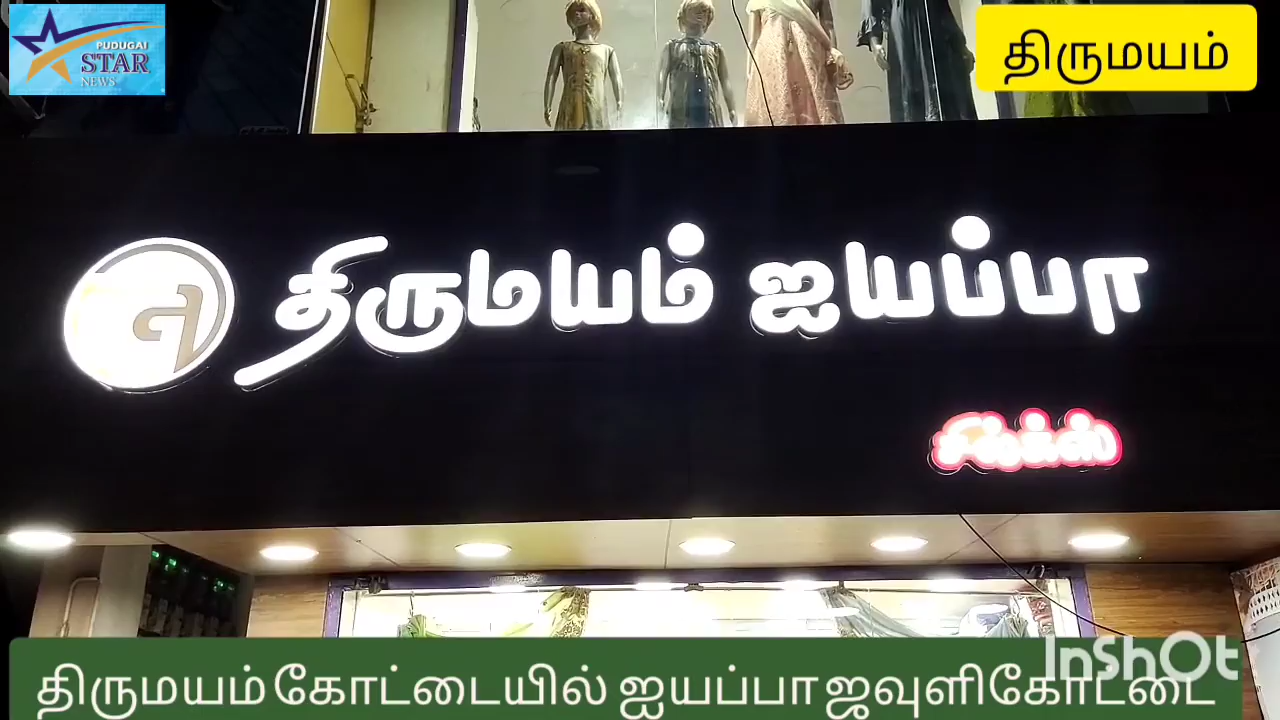 PUDUGAI
STAR
NEWS
திருமயம்
திருமயம் ஐயப்பா
சில்க்ஸ்
InShOt
திருமயம் கோட்டையில் ஐயப்பா ஜவுளிகோட்டை